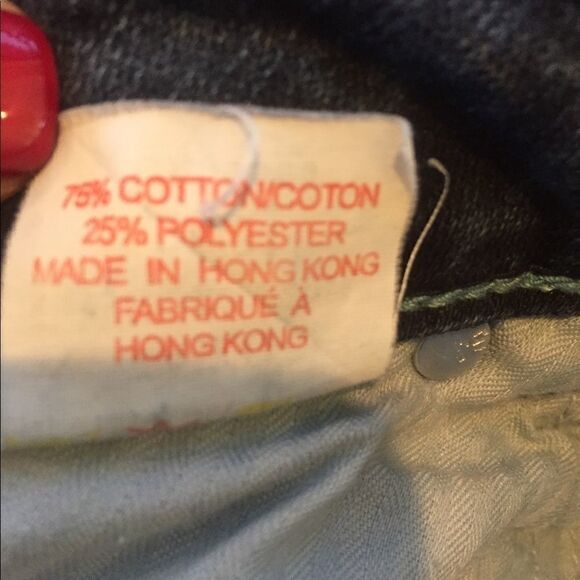 75% COTTON/COTON
25% POLYESTER
MADE IN HONG KONG
FABRIQUÉ À
HONG KONG